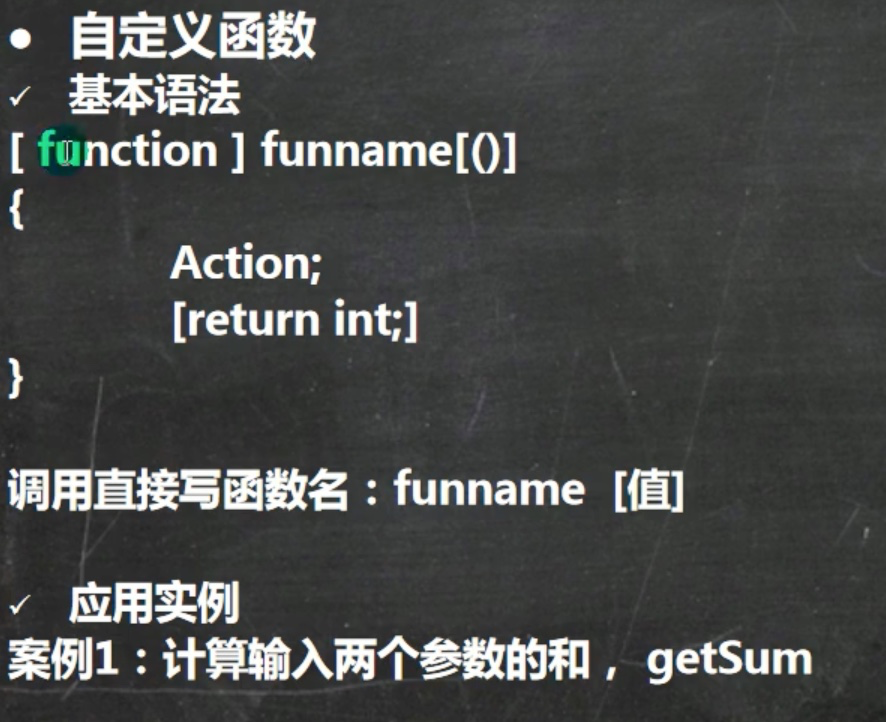 ● 自定义函数
✓ 基本语法
[ function ] funname[()]
{
Action;
[return int;]
}
调用直接写函数名：funname [值]
✓ 应用实例
案例1：计算输入两个参数的和， getSum